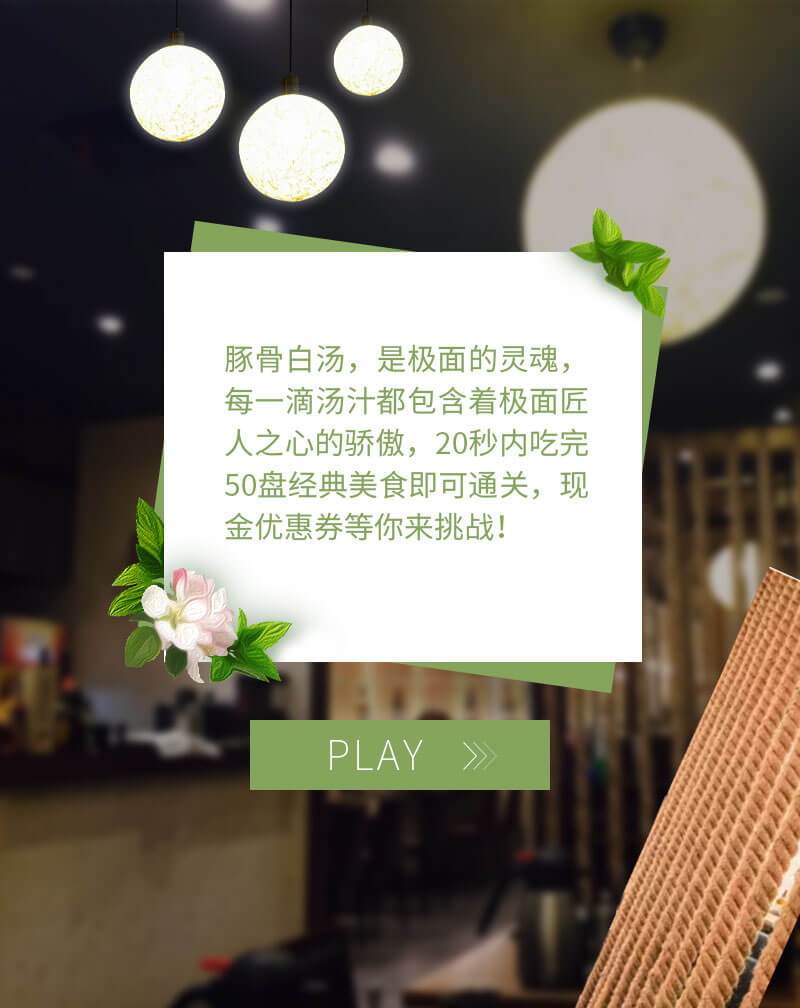 豚骨白汤，是极面的灵魂，
每一滴汤汁都包含着极面匠
人之心的骄傲，20秒内吃完
50盘经典美食即可通关，现
金优惠券等你来挑战！
PLAY